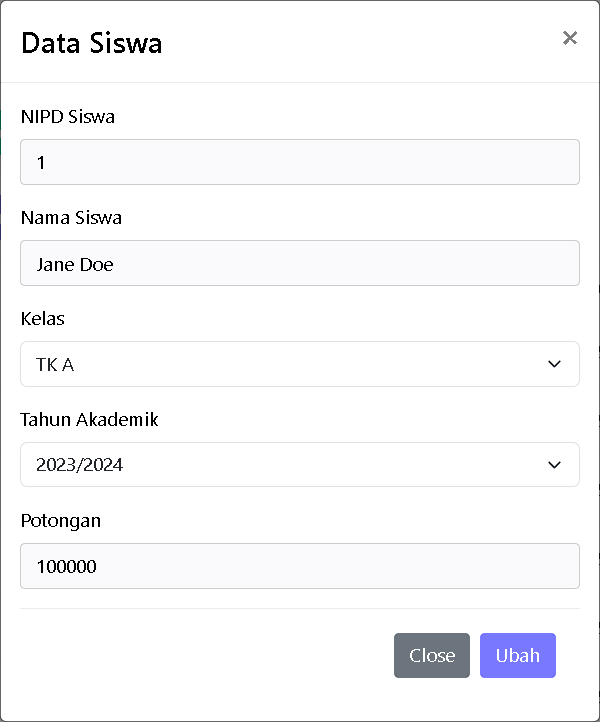 Data Siswa
NIPD Siswa
1
Nama Siswa
Jane Doe
Kelas
TK A
Tahun Akademik
2023/2024
Potongan
100000
Close Ubah